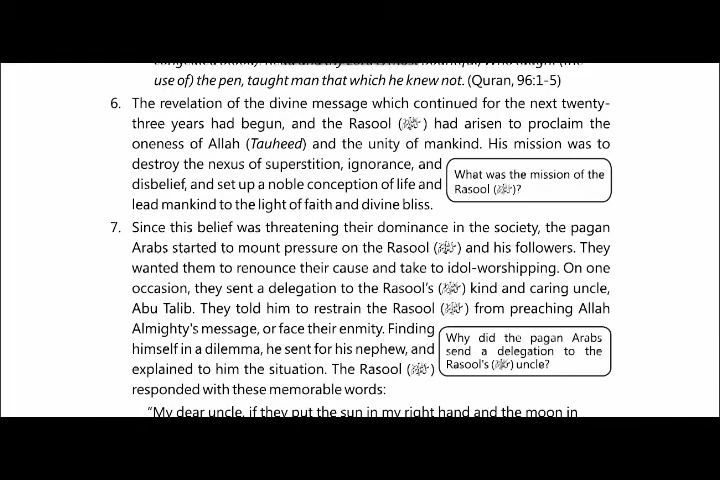 use of) the pen, taught man that which he knew not. (Quran, 96:1-5)
6. The revelation of the divine message which continued for the next twenty-
three years had begun, and the Rasool (ﷺ) had arisen to proclaim the
oneness of Allah (Tauheed) and the unity of mankind. His mission was to
destroy the nexus of superstition, ignorance, and
disbelief, and set up a noble conception of life and
lead mankind to the light of faith and divine bliss.
What was the mission of the
Rasool (ﷺ)?
7. Since this belief was threatening their dominance in the society, the pagan
Arabs started to mount pressure on the Rasool (ﷺ) and his followers. They
wanted them to renounce their cause and take to idol-worshipping. On one
occasion, they sent a delegation to the Rasool's (ﷺ) kind and caring uncle,
Abu Talib. They told him to restrain the Rasool (ﷺ) from preaching Allah
Almighty's message, or face their enmity. Finding
himself in a dilemma, he sent for his nephew, and
explained to him the situation. The Rasool (ﷺ)
responded with these memorable words:
Why did the pagan Arabs
send a delegation to the
Rasool's (ﷺ) uncle?
"My dear uncle, if they put the sun in my right hand and the moon in